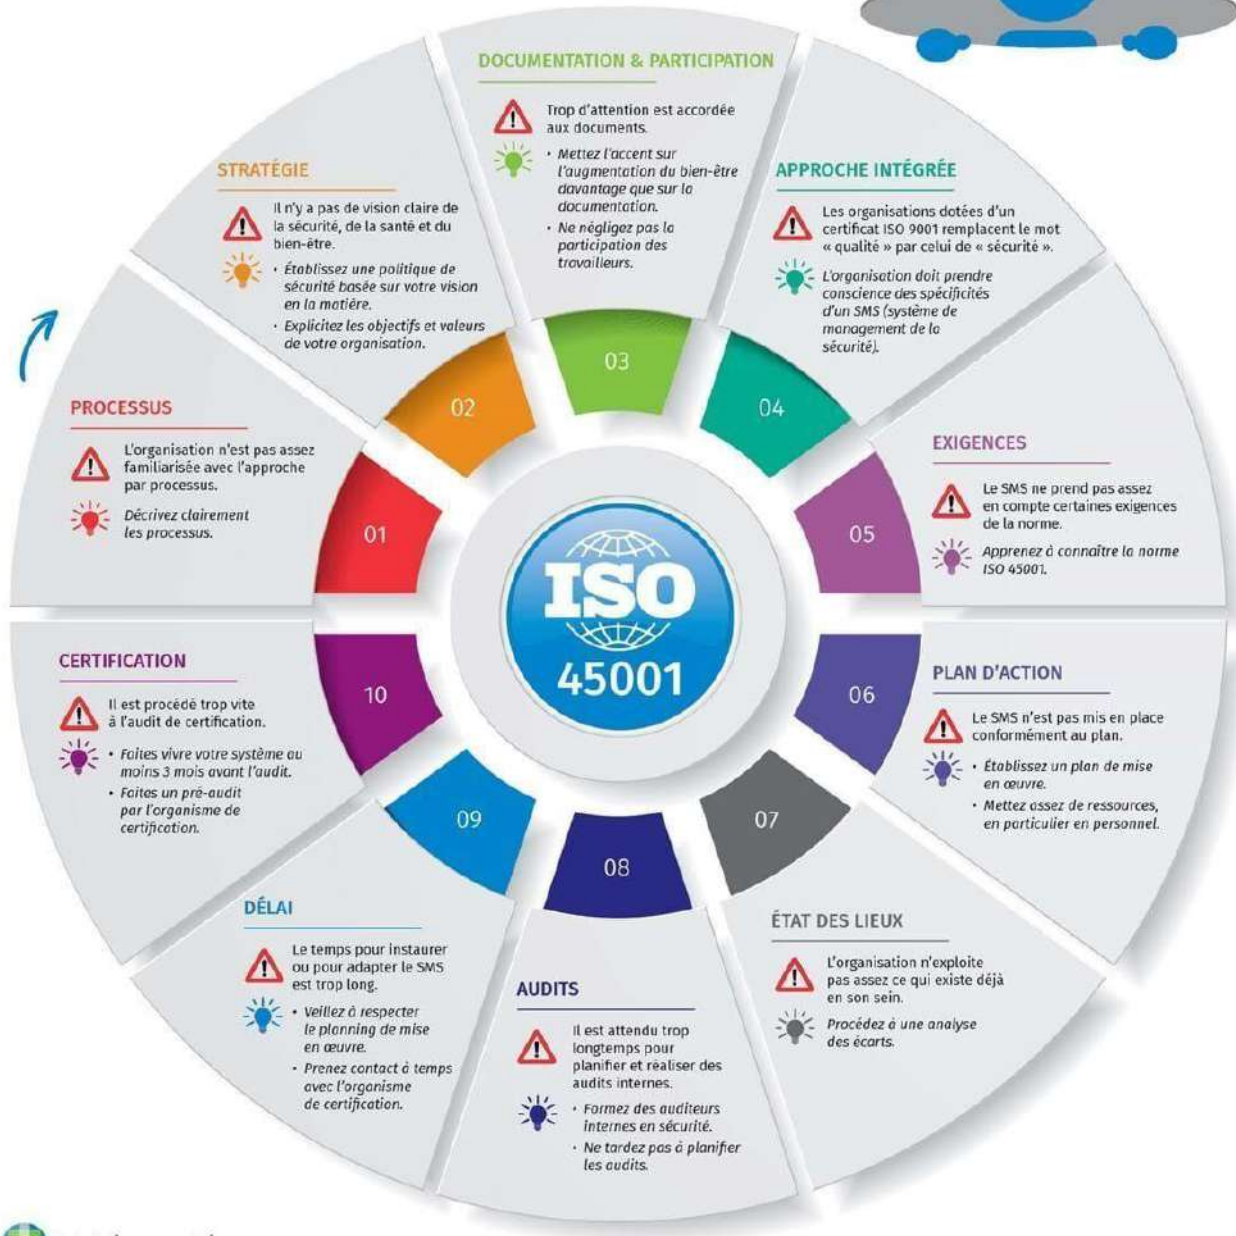 PROCESSUS
L'organisation n'est pas assez
familiarisée avec l'approche
par processus.
Décrivez clairement
les processus.
01
STRATÉGIE
Il n'y a pas de vision claire de
la sécurité, de la santé et du
bien-être.
• Établissez une politique de
sécurité basée sur votre vision
en la matière.
• Explicitez les objectifs et valeurs
de votre organisation.
02
DOCUMENTATION & PARTICIPATION
Trop d'attention est accordée
aux documents.
• Mettez l'accent sur
l'augmentation du bien-être
davantage que sur la
documentation.
• Ne négligez pas la
participation des
travailleurs.
03
APPROCHE INTÉGRÉE
Les organisations dotées d'un
certificat ISO 9001 remplacent le mot
« qualité » par celui de « sécurité ».
L'organisation doit prendre
conscience des spécificités
d'un SMS (système de
management de la
sécurité).
04
EXIGENCES
Le SMS ne prend pas assez
en compte certaines exigences
de la norme.
Apprenez à connaître la norme
ISO 45001.
05
PLAN D'ACTION
Le SMS n'est pas mis en place
conformément au plan.
• Établissez un plan de mise
en œuvre.
• Mettez assez de ressources,
en particulier en personnel.
06
ÉTAT DES LIEUX
L'organisation n'exploite
pas assez ce qui existe déjà
en son sein.
Procédez à une analyse
des écarts.
07
AUDITS
Il est attendu trop
longtemps pour
planifier et réaliser des
audits internes.
• Formez des auditeurs
internes en sécurité.
• Ne tardez pas à planifier
les audits.
08
DÉLAI
Le temps pour instaurer
ou pour adapter le SMS
est trop long.
• Veillez à respecter
le planning de mise
en œuvre.
• Prenez contact à temps
avec l'organisme
de certification.
09
CERTIFICATION
Il est procédé trop vite
à l'audit de certification.
• Faites vivre votre système au
moins 3 mois avant l'audit.
• Faites un pré-audit
par l'organisme de
certification.
10
ISO
45001